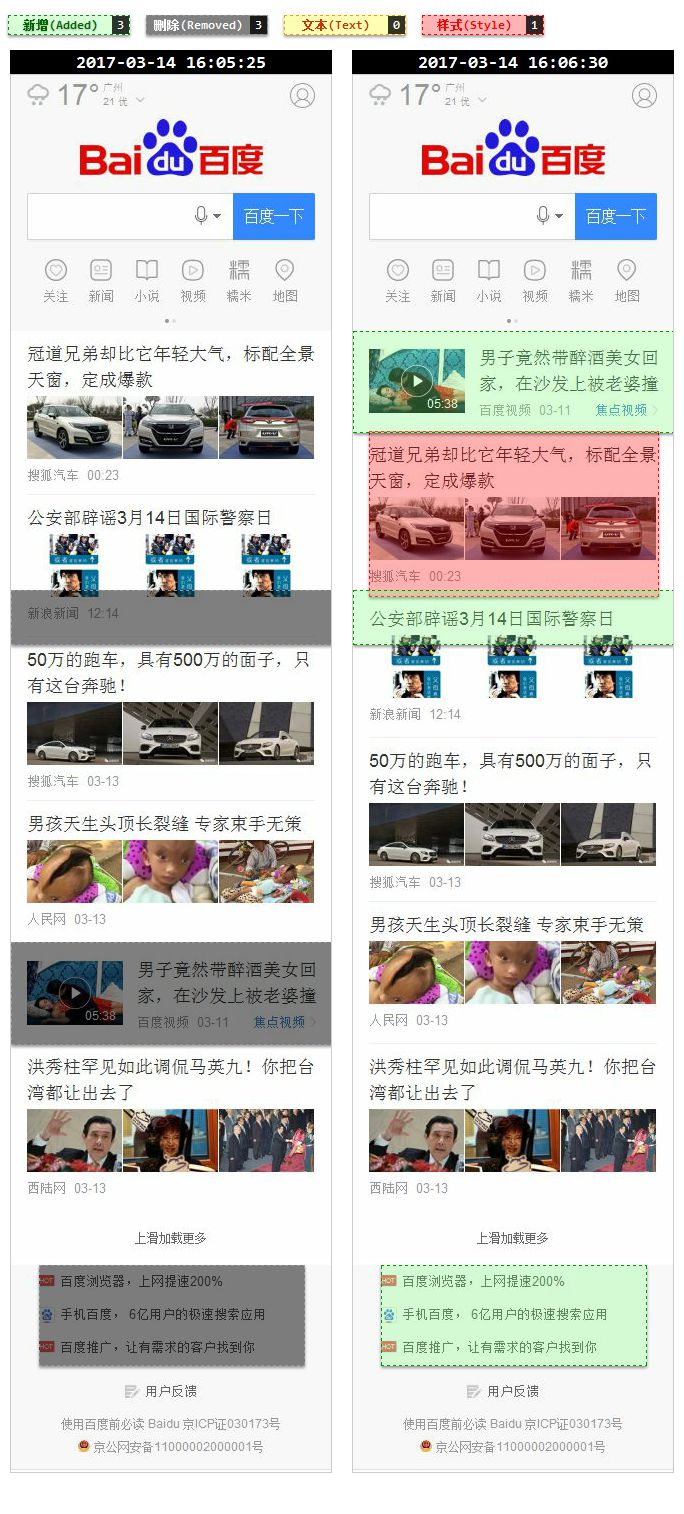 新增(Added) 3
删除(Removed) 3
文本(Text) 0
样式(Style) 1
2017-03-14 16:05:25
17°
广州
21 优
Bai du 百度
百度一下
关注 新闻 小说 视频 糯米 地图
冠道兄弟却比它年轻大气，标配全景
天窗，定成爆款
搜狐汽车 00:23
公安部辟谣3月14日国际警察日
新浪新闻 12:14
50万的跑车，具有500万的面子，只
有这台奔驰！
搜狐汽车 03-13
男孩天生头顶长裂缝 专家束手无策
人民网 03-13
男子竟然带醉酒美女回
家，在沙发上被老婆撞
05:38
百度视频 03-11 焦点视频
洪秀柱罕见如此调侃马英九！你把台
湾都让出去了
西陆网 03-13
上滑加载更多
HOT 百度浏览器，上网提速200%
手机百度， 6亿用户的极速搜索应用
HOT 百度推广，让有需求的客户找到你
用户反馈
使用百度前必读 Baidu 京ICP证030173号
京公网安备11000002000001号
2017-03-14 16:06:30
17°
广州
21 优
Bai du 百度
百度一下
关注 新闻 小说 视频 糯米 地图
男子竟然带醉酒美女回
家，在沙发上被老婆撞
05:38
百度视频 03-11 焦点视频
冠道兄弟却比它年轻大气，标配全景
天窗，定成爆款
搜狐汽车 00:23
公安部辟谣3月14日国际警察日
新浪新闻 12:14
50万的跑车，具有500万的面子，只
有这台奔驰！
搜狐汽车 03-13
男孩天生头顶长裂缝 专家束手无策
人民网 03-13
洪秀柱罕见如此调侃马英九！你把台
湾都让出去了
西陆网 03-13
上滑加载更多
HOT 百度浏览器，上网提速200%
手机百度， 6亿用户的极速搜索应用
HOT 百度推广，让有需求的客户找到你
用户反馈
使用百度前必读 Baidu 京ICP证030173号
京公网安备11000002000001号